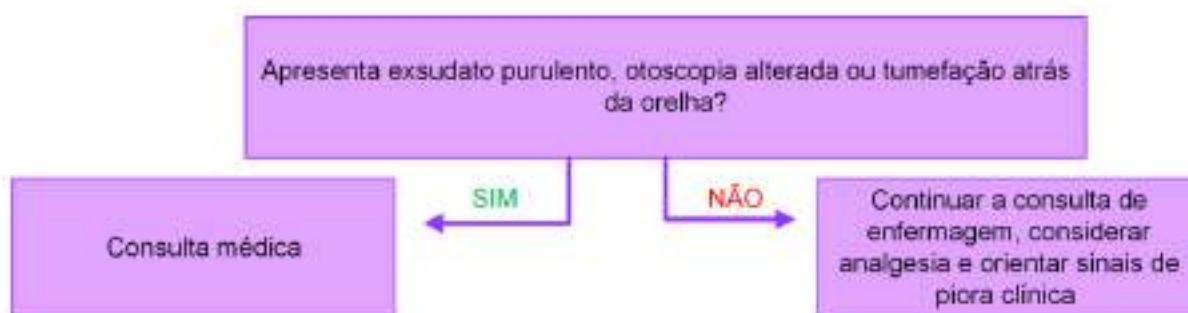 Apresenta exsudato purulento, otoscopia alterada ou tumefação atrás
da orelha?
SIM
NÃO
Consulta médica
Continuar a consulta de
enfermagem, considerar
analgesia e orientar sinais de
piora clínica